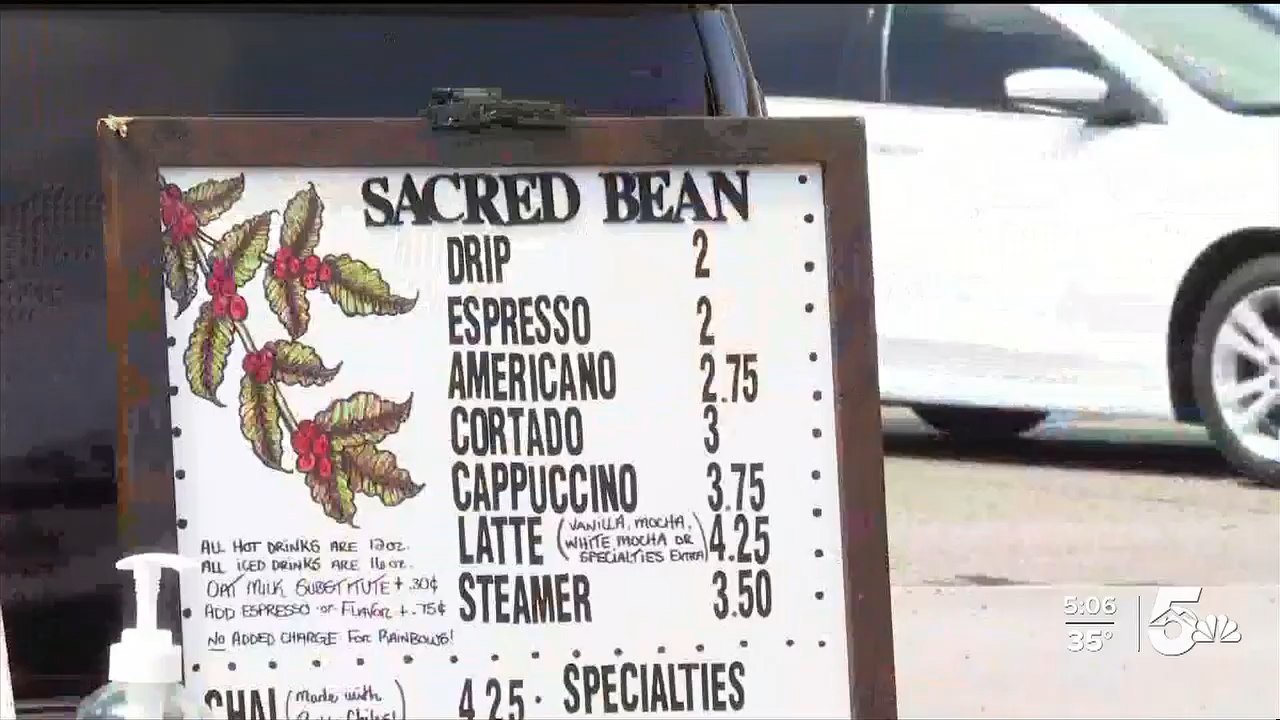 SACRED BEAN
DRIP 2
ESPRESSO 2
AMERICANO 2.75
CORTADO 3
CAPPUCCINO 3.75
LATTE (VANILLA, MOCHA, WHITE MOCHA OR SPECIALTIES EXTRA) 4.25
STEAMER 3.50
ALL HOT DRINKS ARE 12oz.
ALL ICED DRINKS ARE 16oz.
OAT MILK SUBSTITUTE + .30¢
ADD ESPRESSO or FLAVOR +.75¢
NO ADDED CHARGE FOR RAINBOWS!
CHAI (Made with 4.25.
SPECIALTIES
5:06
35°
5